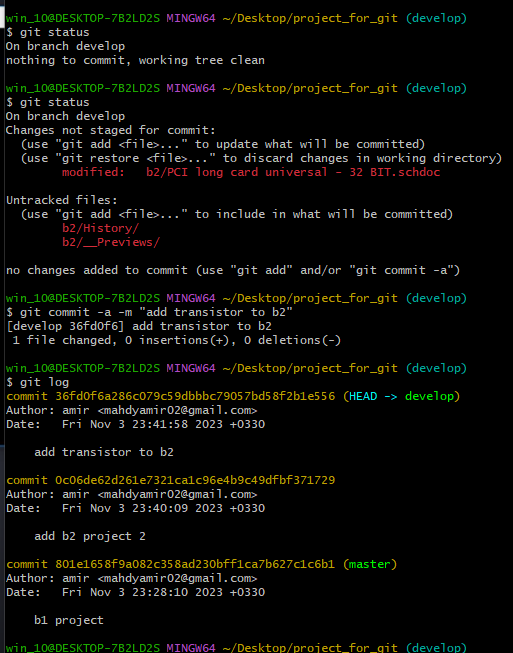 win_10@DESKTOP-7B2LD2S MINGW64 ~/Desktop/project_for_git (develop)
$ git status
On branch develop
nothing to commit, working tree clean
win_10@DESKTOP-7B2LD2S MINGW64 ~/Desktop/project_for_git (develop)
$ git status
On branch develop
Changes not staged for commit:
  (use "git add <file>..." to update what will be committed)
  (use "git restore <file>..." to discard changes in working directory)
        modified:   b2/PCI long card universal - 32 BIT.schdoc
Untracked files:
  (use "git add <file>..." to include in what will be committed)
        b2/History/
        b2/__Previews/
no changes added to commit (use "git add" and/or "git commit -a")
win_10@DESKTOP-7B2LD2S MINGW64 ~/Desktop/project_for_git (develop)
$ git commit -a -m "add transistor to b2"
[develop 36fd0f6] add transistor to b2
 1 file changed, 0 insertions(+), 0 deletions(-)
win_10@DESKTOP-7B2LD2S MINGW64 ~/Desktop/project_for_git (develop)
$ git log
commit 36fd0f6a286c079c59dbbbc79057bd58f2b1e556 (HEAD -> develop)
Author: amir <mahdyamir02@gmail.com>
Date:   Fri Nov 3 23:41:58 2023 +0330
    add transistor to b2
commit 0c06de62d261e7321ca1c96e4b9c49dfbf371729
Author: amir <mahdyamir02@gmail.com>
Date:   Fri Nov 3 23:40:09 2023 +0330
    add b2 project 2
commit 801e1658f9a082c358ad230bff1ca7b627c1c6b1 (master)
Author: amir <mahdyamir02@gmail.com>
Date:   Fri Nov 3 23:28:10 2023 +0330
    b1 project
win_10@DESKTOP-7B2LD2S MINGW64 ~/Desktop/project_for_git (develop)